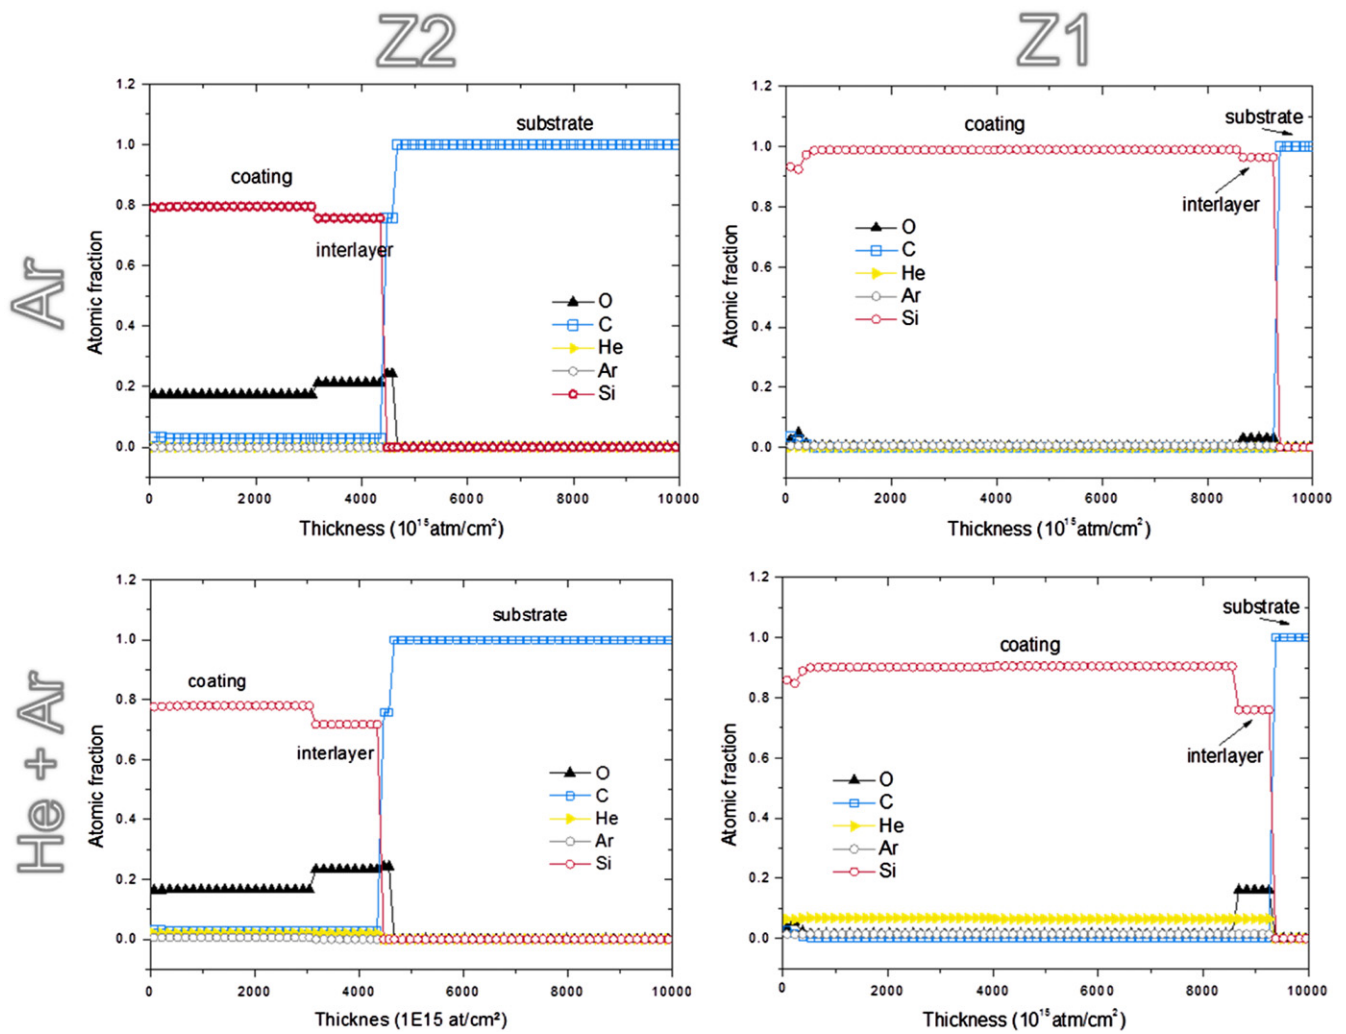 Z2
Z1
Ar
1.2
1.0
0.8
0.6
0.4
0.2
0.0
Atomic fraction
substrate
coating
interlayer
O
C
He
Ar
Si
0 2000 4000 6000 8000 10000
Thickness (10¹⁵atm/cm²)
1.2
1.0
0.8
0.6
0.4
0.2
0.0
Atomic fraction
coating
substrate
interlayer
O
C
He
Ar
Si
0 2000 4000 6000 8000 10000
Thickness (10¹⁵atm/cm²)
He + Ar
1.2
1.0
0.8
0.6
0.4
0.2
0.0
Atomic fraction
substrate
coating
interlayer
O
C
He
Ar
Si
0 2000 4000 6000 8000 10000
Thicknes (1E15 at/cm²)
1.2
1.0
0.8
0.6
0.4
0.2
0.0
Atomic fraction
substrate
coating
interlayer
O
C
He
Ar
Si
0 2000 4000 6000 8000 10000
Thickness (10¹⁵atm/cm²)